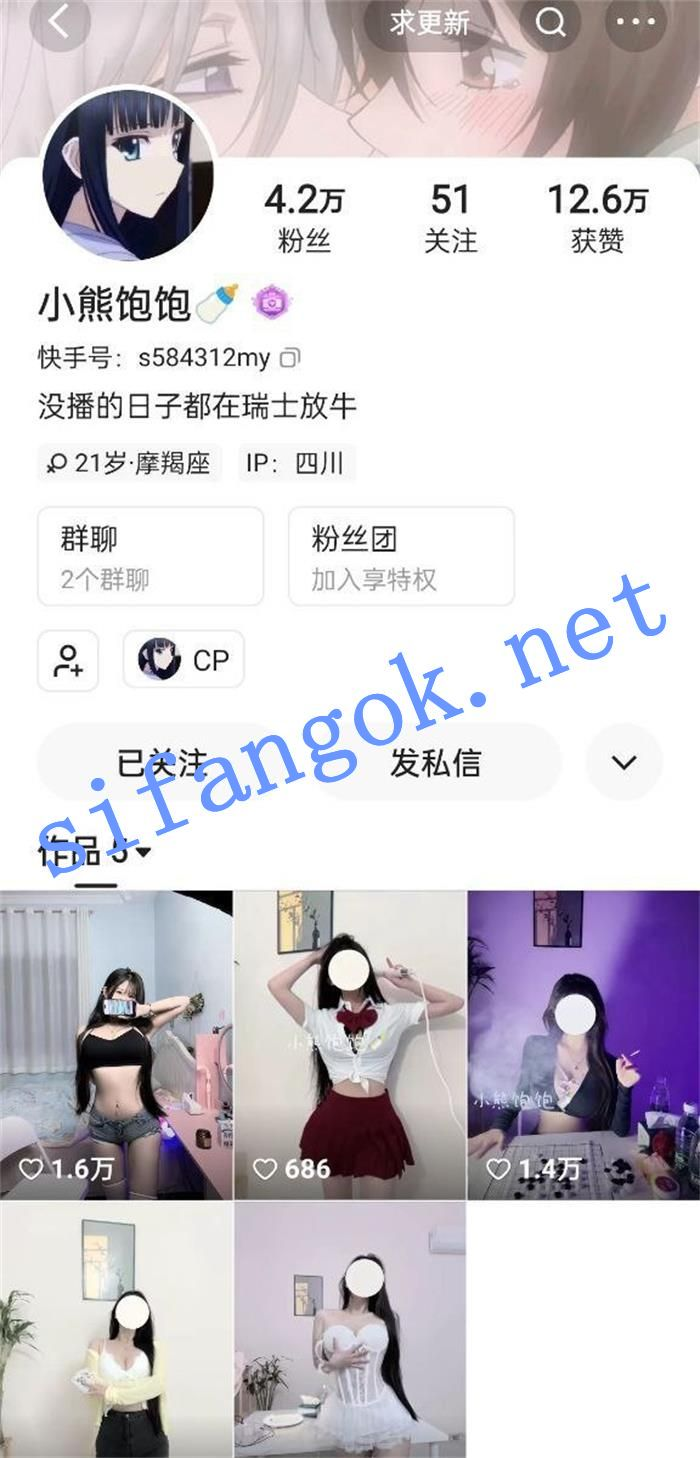 求更新
4.2万 51 12.6万
粉丝 关注 获赞
小熊饱饱
快手号：s584312my
没播的日子都在瑞士放牛
21岁·摩羯座 IP：四川
群聊 粉丝团
2个群聊 加入享特权
CP
已关注 发私信
sifangok.net
作品 5
小熊饱饱
小熊饱饱
1.6万 686 1.4万